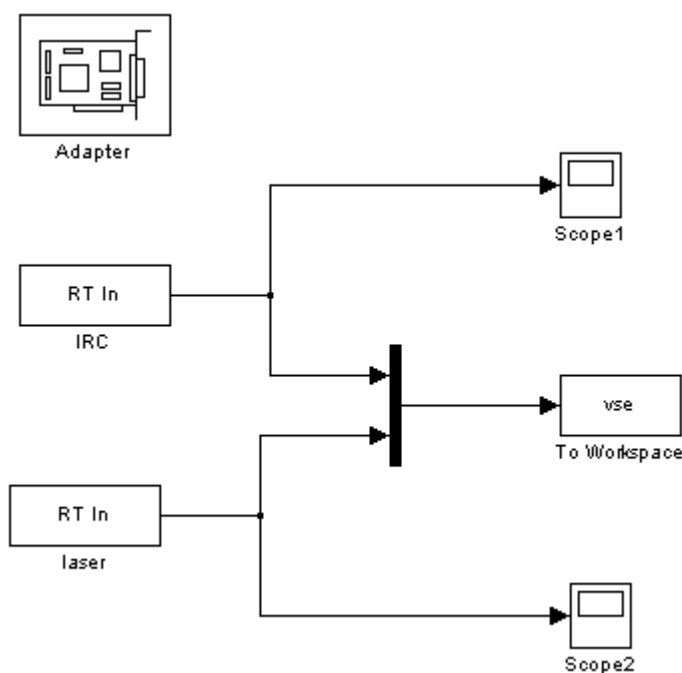 Adapter
Scope1
RT In
IRC
vse
To Workspace
RT In
laser
Scope2